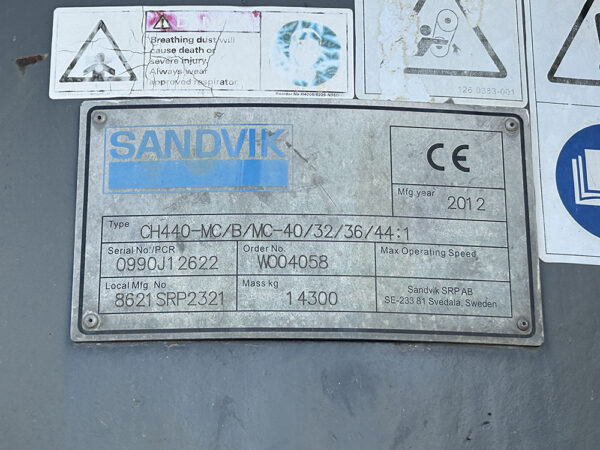 Breathing dust will
cause death or
severe injury.
Always wear
approved respirator.
126 0383-001
SANDVIK
CE
Mfg.year
2012
Type CH440-MC/B/MC-40/32/36/44:1
Serial No/PCR Order No. Max Operating Speed
0990J12622 W004058
Local Mfg No Mass kg
8621SRP2321 14300
Sandvik SRP AB
SE-233 81 Svedala, Sweden